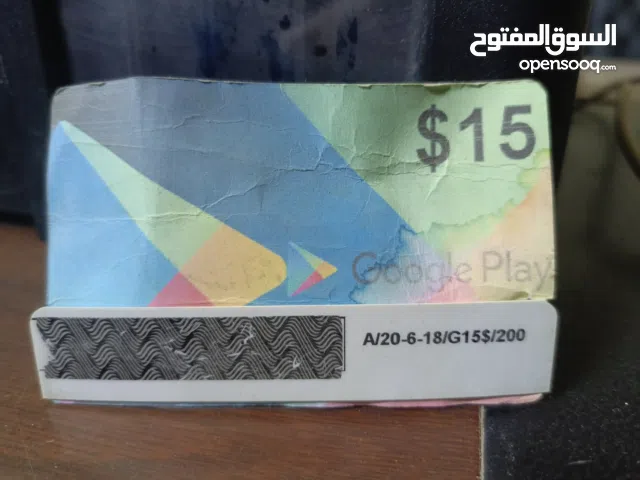 السوق المفتوح
opensooq.com
$15
Google Play
A/20-6-18/G15$/200